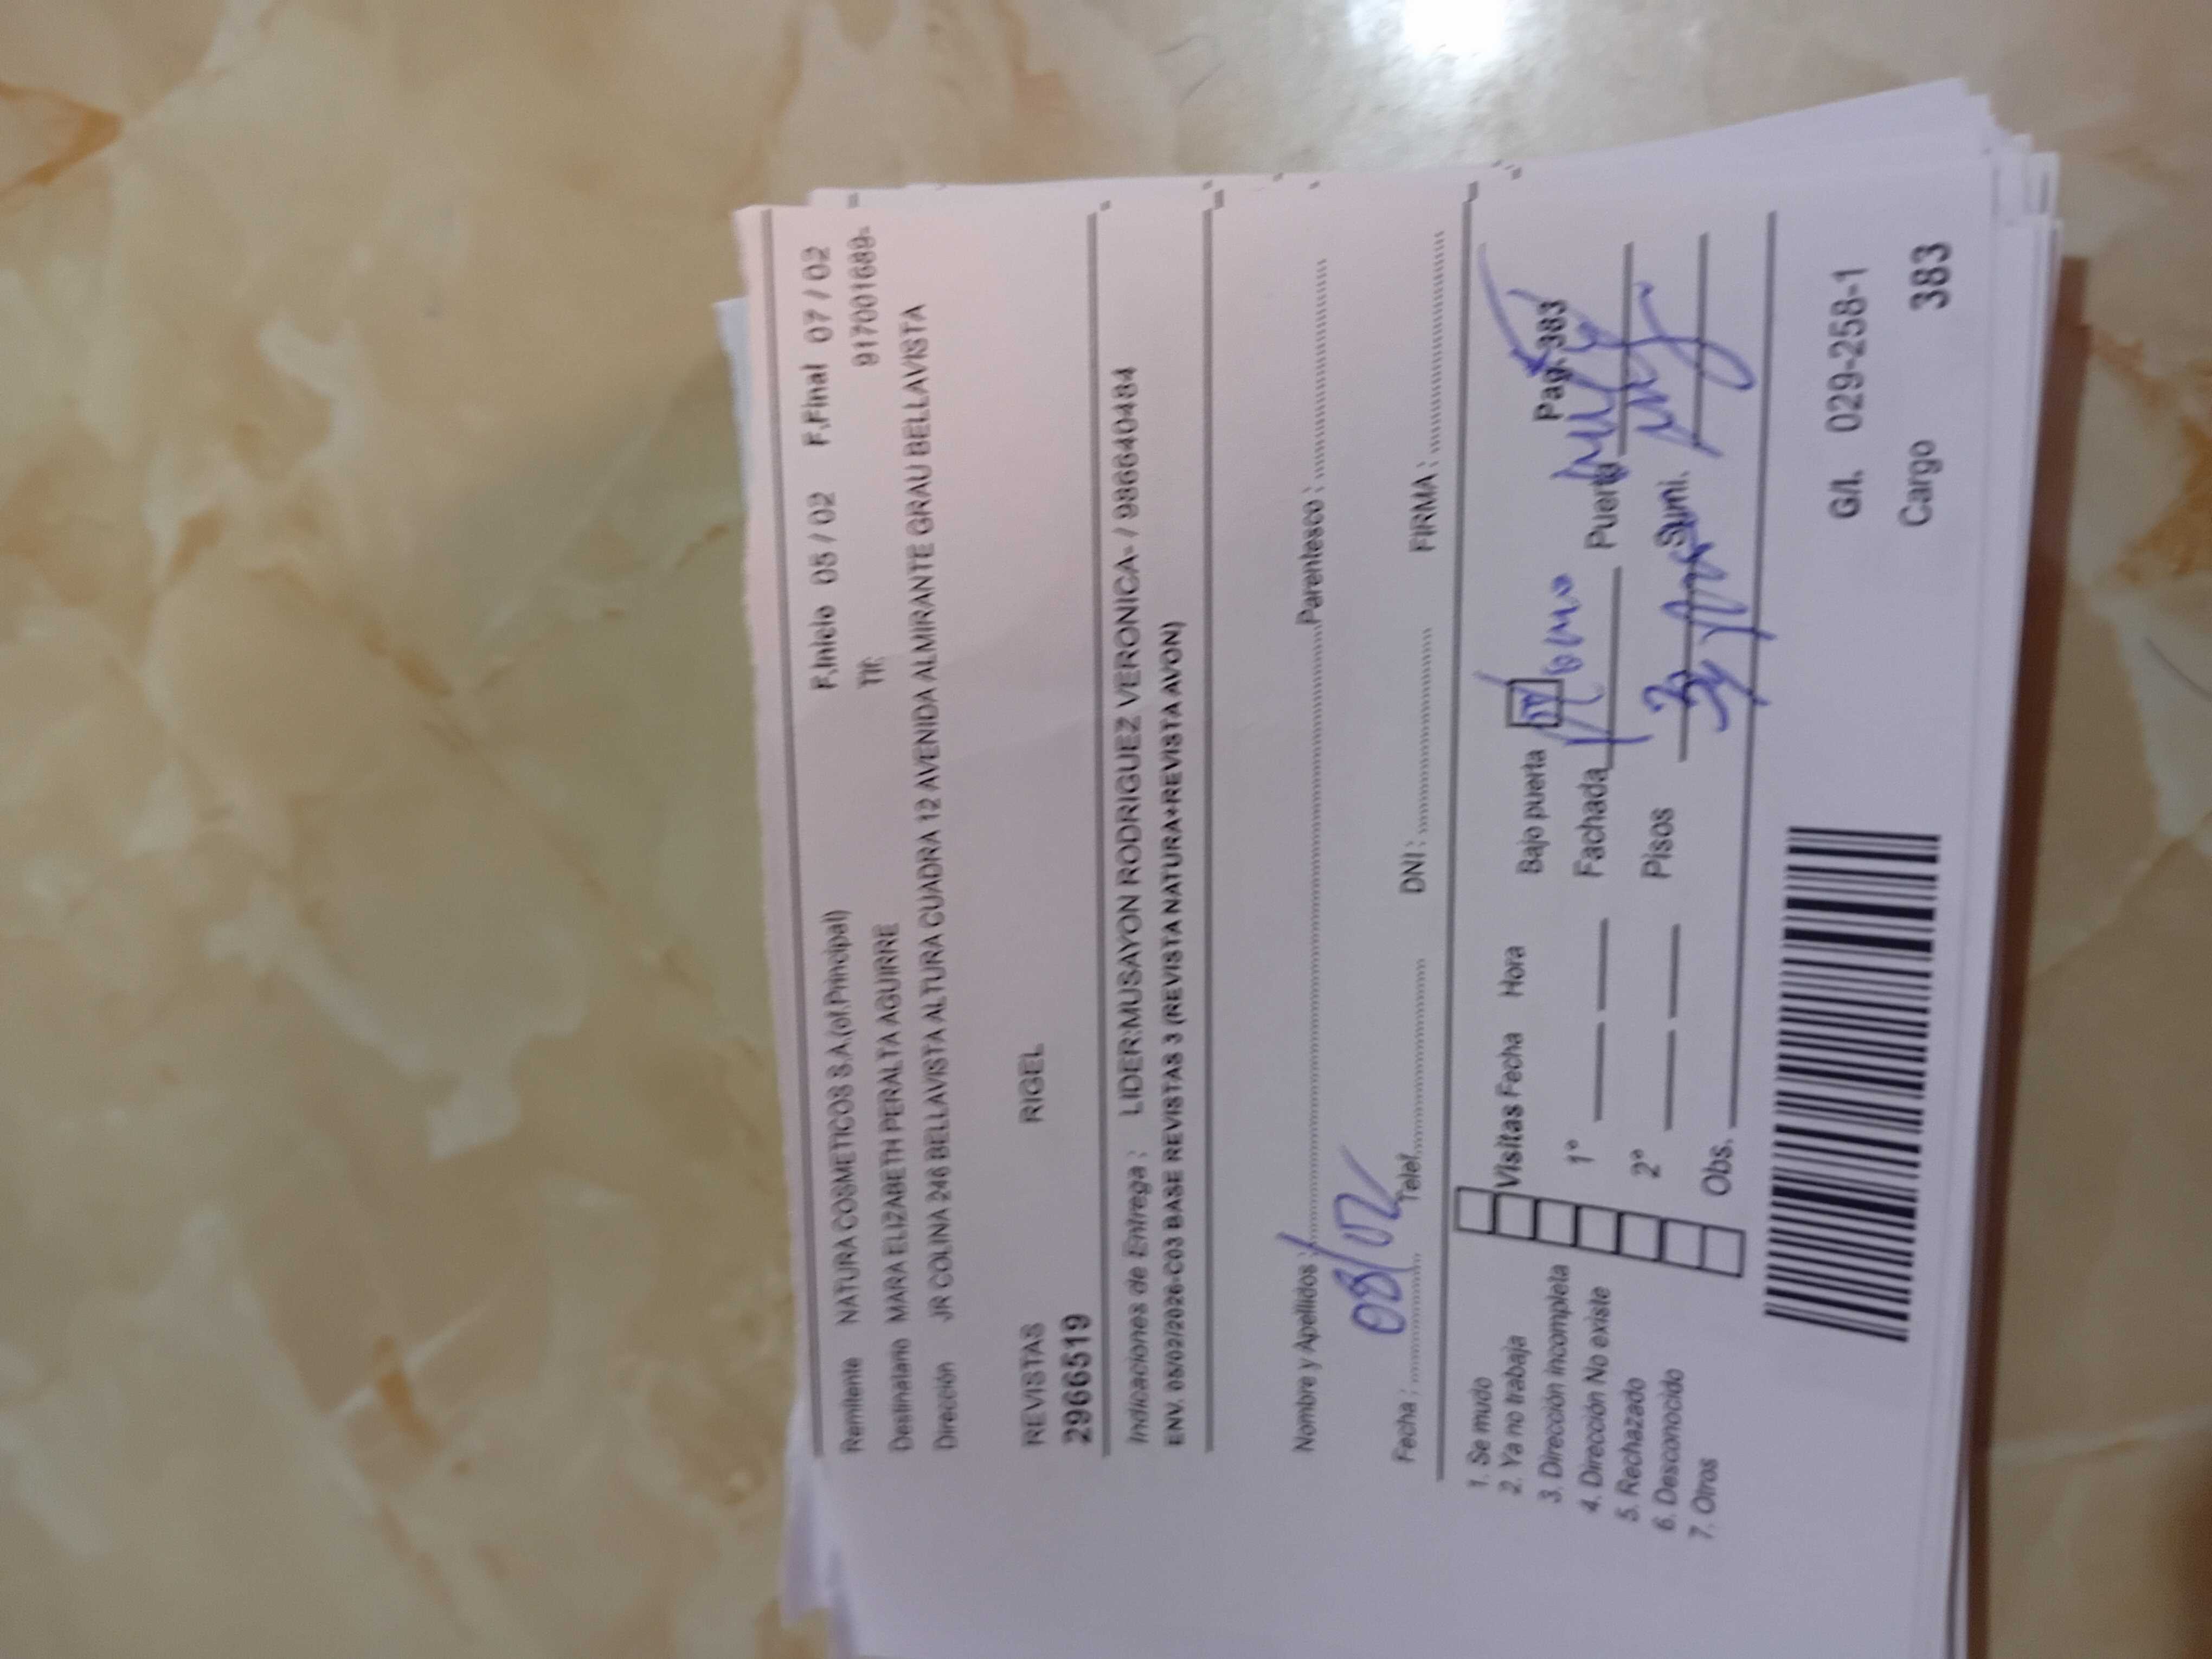 F.Inicio 05 / 02 F.Final 07 / 02
Remitente NATURA COSMETICOS S.A.(of.Principal) Tlf. 917001689-
Destinatario MARA ELIZABETH PERALTA AGUIRRE
Dirección JR COLINA 246 BELLAVISTA ALTURA CUADRA 12 AVENIDA ALMIRANTE GRAU BELLAVISTA
REVISTAS RIGEL
29666519
Indicaciones de Entrega : LIDER:MUSAYON RODRIGUEZ VERONICA- / 986640484
ENV. 05/02/2026-C03 BASE REVISTAS 3 (REVISTA NATURA+REVISTA AVON)
Nombre y Apellidos : Parentesco :
08/02
Fecha : Telef. DNI : FIRMA :
1. Se mudo
2. Ya no trabaja
3. Dirección incompleta
4. Dirección No existe
5. Rechazado
6. Desconocido
7. Otros
Visitas Fecha Hora Bajo puerta Pag. 383
1° Fachada Puerta
2° Pisos 3 Sumi.
Obs.
G/I. 029-258-1
Cargo 383